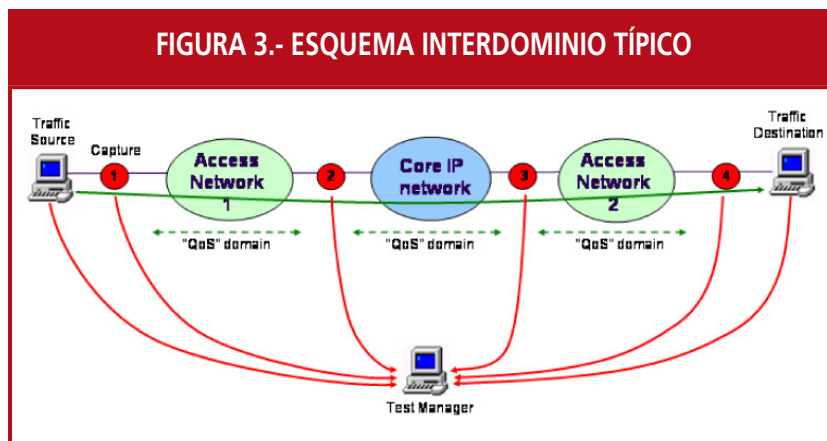 FIGURA 3.- ESQUEMA INTERDOMINIO TÍPICO
Traffic
Source
Capture
1
Access
Network
1
2
Core IP
network
3
Access
Network
2
4
Traffic
Destination
"QoS" domain
"QoS" domain
"QoS" domain
Test Manager